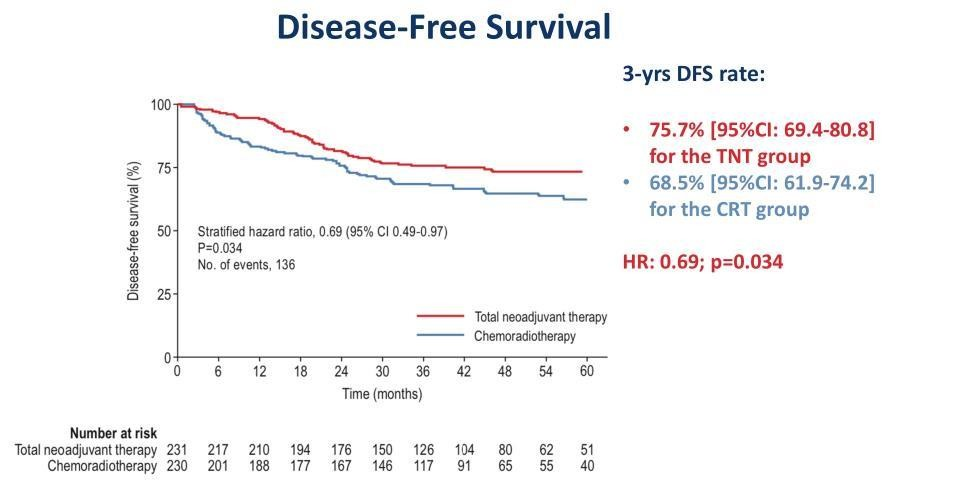 Disease-Free Survival
3-yrs DFS rate:
• 75.7% [95%CI: 69.4-80.8]
for the TNT group
• 68.5% [95%CI: 61.9-74.2]
for the CRT group
HR: 0.69; p=0.034
Disease-free survival (%)
100
75
50
25
0
Stratified hazard ratio, 0.69 (95% CI 0.49-0.97)
P=0.034
No. of events, 136
Total neoadjuvant therapy
Chemoradiotherapy
0 6 12 18 24 30 36 42 48 54 60
Time (months)
Number at risk
Total neoadjuvant therapy 231 217 210 194 176 150 126 104 80 62 51
Chemoradiotherapy 230 201 188 177 167 146 117 91 65 55 40